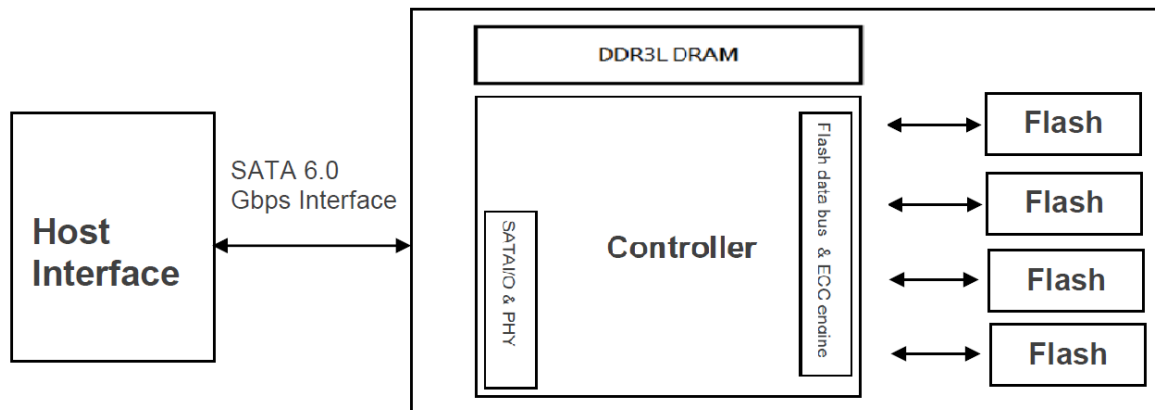 DDR3L DRAM
Host
Interface
SATA 6.0
Gbps Interface
SATAI/O & PHY
Controller
Flash data bus & ECC engine
Flash
Flash
Flash
Flash